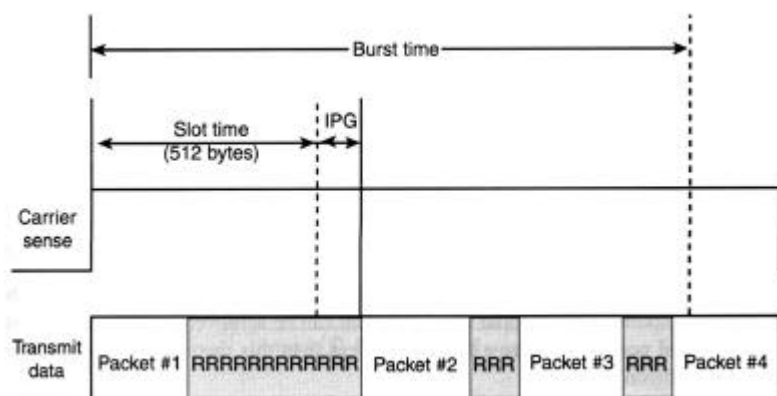 Burst time
IPG
Slot time
(512 bytes)
Carrier
sense
Transmit
data
Packet #1
RRRRRRRRRRRR
Packet #2
RRR
Packet #3
RRR
Packet #4